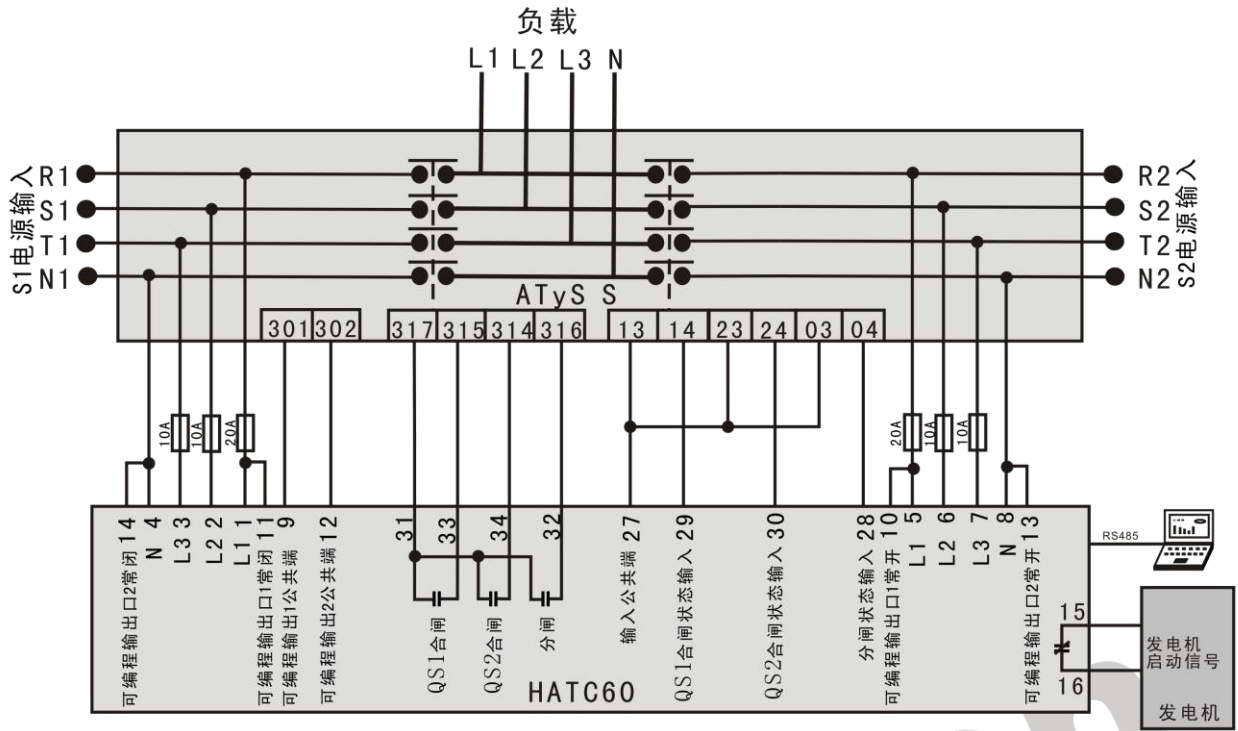 负载
L1 L2 L3 N
S1电源输入
R1
S1
T1
N1
R2
S2
T2
N2
S2电源输入
ATyS S
301 302 317 315 314 316 13 14 23 24 03 04
10A 10A 20A 20A 10A 10A
14 可编程输出口2常闭
4 N
3 L3
2 L2
1 L1
11 可编程输出口1常闭
9 可编程输出1公共端
12 可编程输出2公共端
31
33
34
32
QS1合闸
QS2合闸
分闸
27 输入公共端
29 QS1合闸状态输入
30 QS2合闸状态输入
28 分闸状态输入
10 可编程输出口1常开
5 L1
6 L2
7 L3
8 N
13 可编程输出口2常开
HATC60
RS485
15
16
发电机
启动信号
发电机